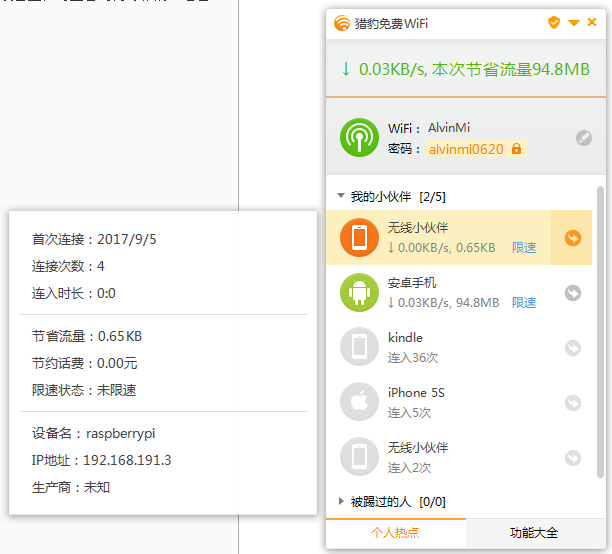 猎豹免费WiFi
↓ 0.03KB/s, 本次节省流量94.8MB
WiFi： AlvinMi
密码： alvinmi0620
我的小伙伴 [2/5]
无线小伙伴
↓ 0.00KB/s, 0.65KB 限速
安卓手机
↓ 0.03KB/s, 94.8MB 限速
kindle
连入36次
iPhone 5S
连入5次
无线小伙伴
连入2次
被踢过的人 [0/0]
个人热点 功能大全
首次连接：2017/9/5
连接次数：4
连入时长：0:0
节省流量：0.65KB
节约话费：0.00元
限速状态：未限速
设备名：raspberrypi
IP地址：192.168.191.3
生产商：未知